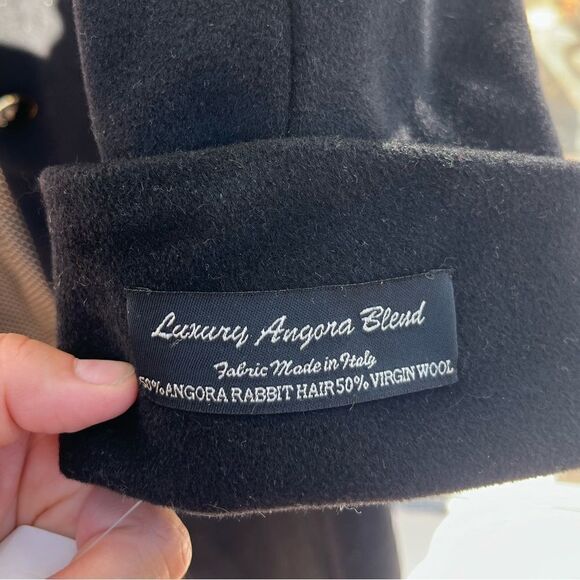 Luxury Angora Blend
Fabric Made in Italy
50% ANGORA RABBIT HAIR 50% VIRGIN WOOL